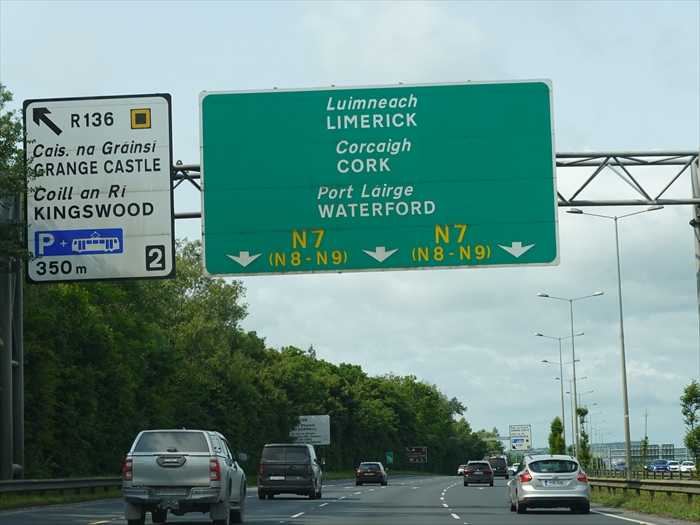 R136
Cais. na Gráinsí
GRANGE CASTLE
Coill an Rí
KINGSWOOD
P +
350 m
2
Luimneach
LIMERICK
Corcaigh
CORK
Port Láirge
WATERFORD
N7
(N8 - N9)
N7
(N8 - N9)